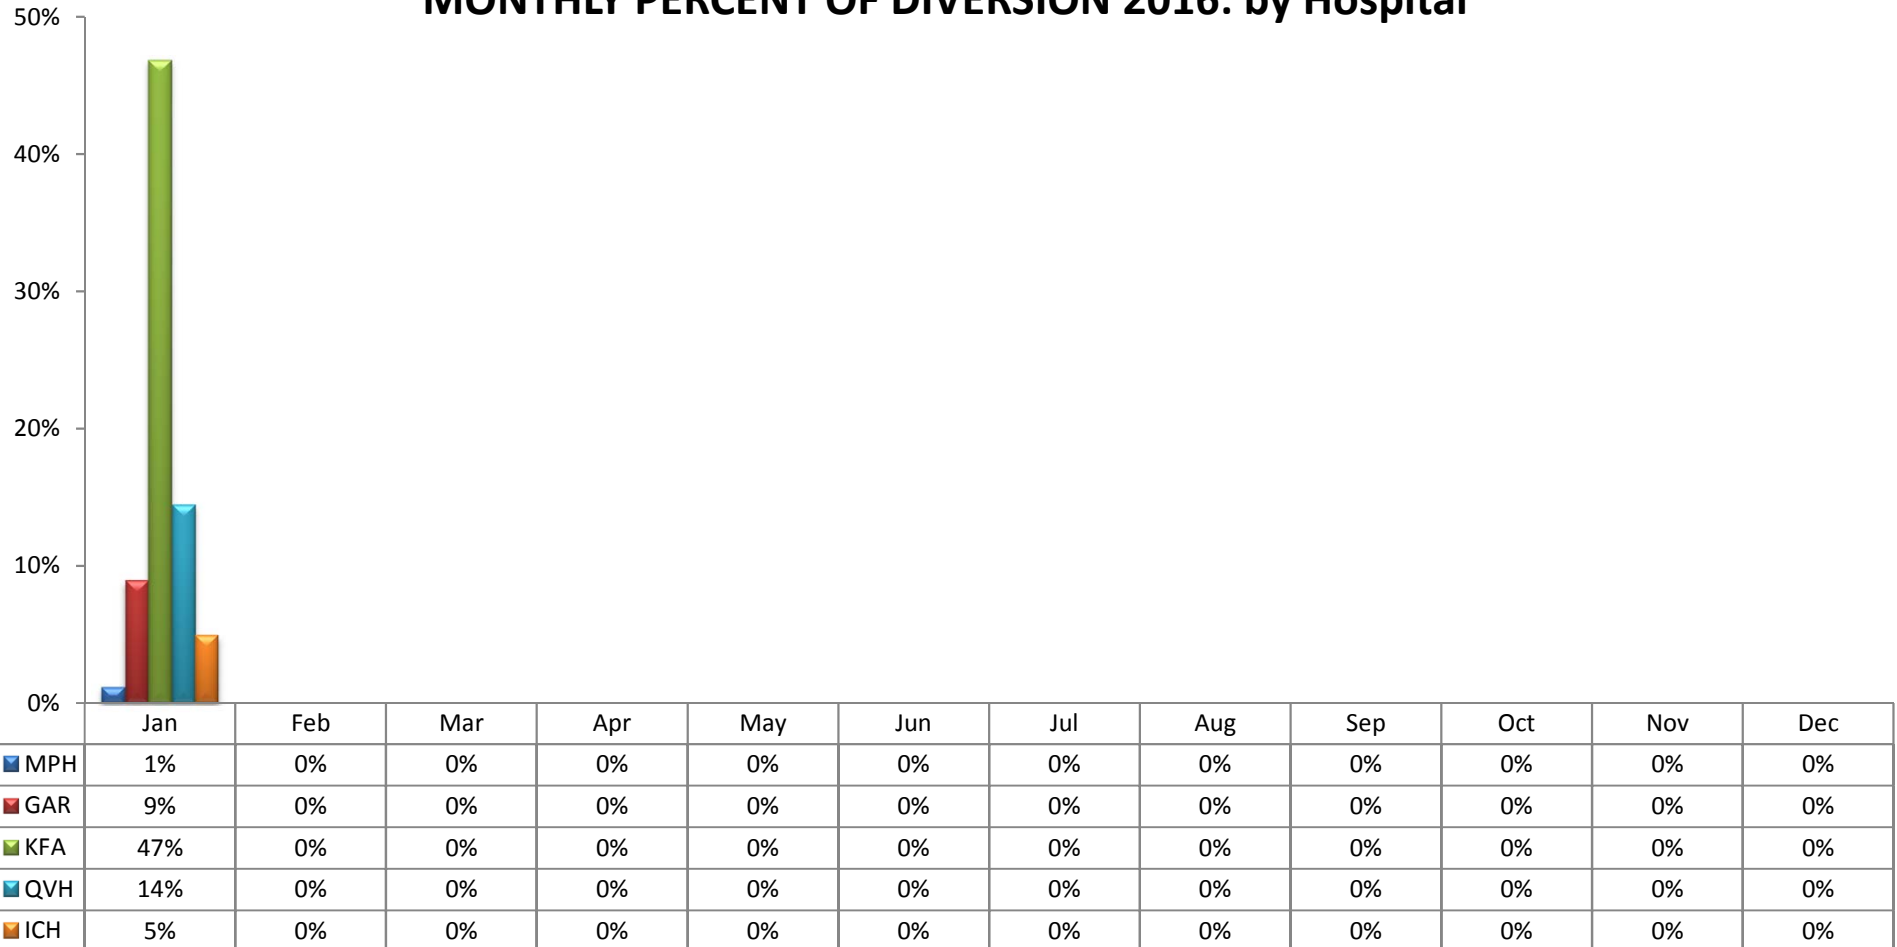 MONTHLY PERCENT OF DIVERSION 2016: by Hospital
50%
40%
30%
20%
10%
0%
Jan Feb Mar Apr May Jun Jul Aug Sep Oct Nov Dec
MPH 1% 0% 0% 0% 0% 0% 0% 0% 0% 0% 0% 0%
GAR 9% 0% 0% 0% 0% 0% 0% 0% 0% 0% 0% 0%
KFA 47% 0% 0% 0% 0% 0% 0% 0% 0% 0% 0% 0%
QVH 14% 0% 0% 0% 0% 0% 0% 0% 0% 0% 0% 0%
ICH 5% 0% 0% 0% 0% 0% 0% 0% 0% 0% 0% 0%